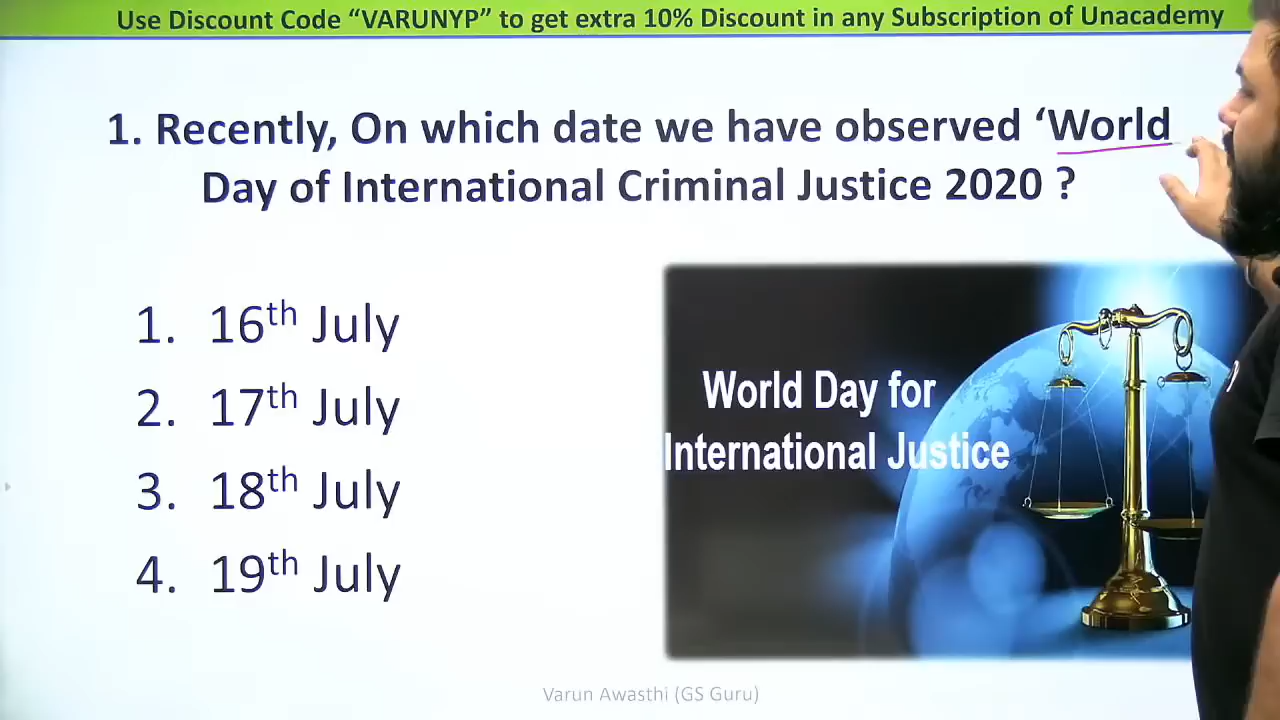 Use Discount Code “VARUNYP” to get extra 10% Discount in any Subscription of Unacademy
1. Recently, On which date we have observed ‘World
Day of International Criminal Justice 2020 ?
1. 16th July
2. 17th July
3. 18th July
4. 19th July
World Day for
International Justice
Varun Awasthi (GS Guru)